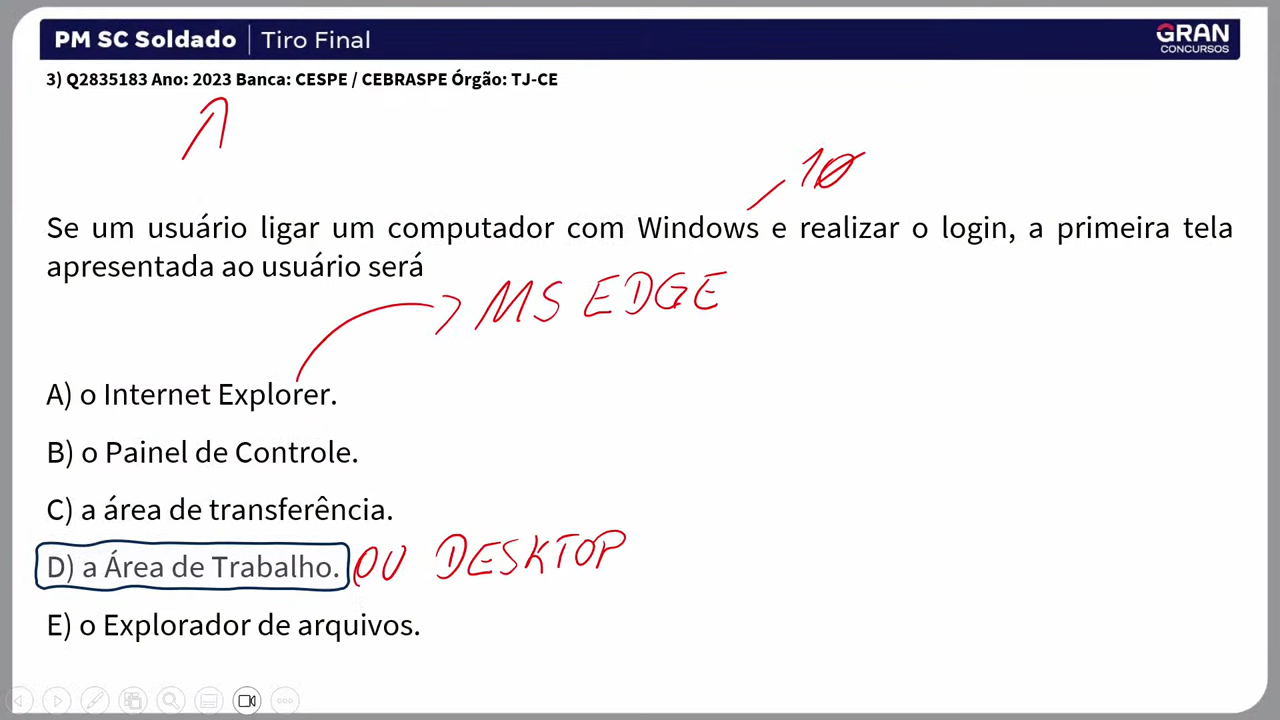 PM SC Soldado | Tiro Final
GRAN
CONCURSOS
3) Q2835183 Ano: 2023 Banca: CESPE / CEBRASPE Órgão: TJ-CE
10
Se um usuário ligar um computador com Windows e realizar o login, a primeira tela
apresentada ao usuário será
MS EDGE
A) o Internet Explorer.
B) o Painel de Controle.
C) a área de transferência.
D) a Área de Trabalho. OU DESKTOP
E) o Explorador de arquivos.